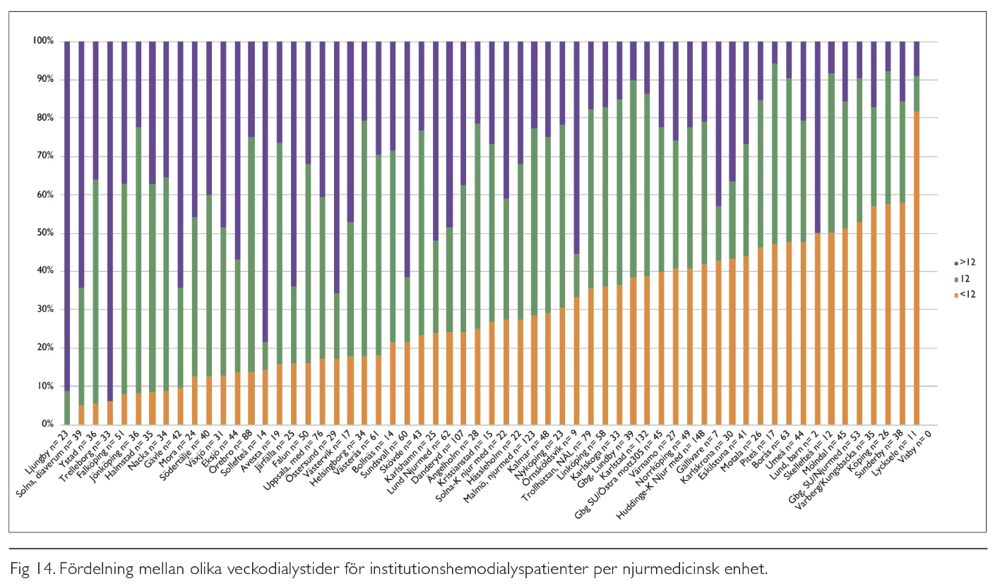 100%
90%
80%
70%
60%
50%
40%
30%
20%
10%
0%
>12
12
<12
Ljungby n= 23
Solna, diaverum n= 39
Ystad n= 36
Trelleborg n= 33
Falköping n= 51
Jönköping n= 36
Halmstad n= 35
Nacka n= 34
Gävle n= 42
Mora n= 24
Södertälje n= 40
Växjö n= 31
Eksjö n= 44
Örebro n= 88
Sollefteå n= 14
Avesta n= 19
Järfälla n= 25
Falun n= 50
Uppsala, med n= 76
Östersund n= 29
Västervik n= 17
Helsingborg n= 34
Västerås n= 61
Bollnäs n= 14
Sundsvall n= 60
Skövde n= 43
Karlshamn n= 25
Lund Njurmed n= 62
Danderyd n= 107
Ängelholm n= 28
Kristianstad n= 15
Solna-K njur med n= 22
Hässleholm n= 22
Malmö, njurmed n= 123
Kalmar n= 48
Nyköping n= 23
Örnsköldsvik n= 9
Trollhättan, NÄL n= 79
Linköping n= 58
Karlskoga n= 33
Gbg, Lundby n= 39
Karlstad n= 132
Gbg SU/Östra mott305 n= 45
Värnamo n= 27
Norrköping n= 49
Huddinge-K Njur med n= 148
Gällivare n= 7
Karlskrona n= 30
Eskilstuna n= 41
Motala n= 26
Piteå n= 17
Borås n= 63
Umeå n= 44
Lund, barn n= 2
Skellefteå n= 12
Mölndal n= 45
Gbg, SU/Njurmed n= 53
Varberg/Kungsbacka n= 35
Köping n= 26
Sunderby n= 38
Lycksele n= 11
Visby n= 0
Fig 14. Fördelning mellan olika veckodialystider för institutionshemodialyspatienter per njurmedicinsk enhet.